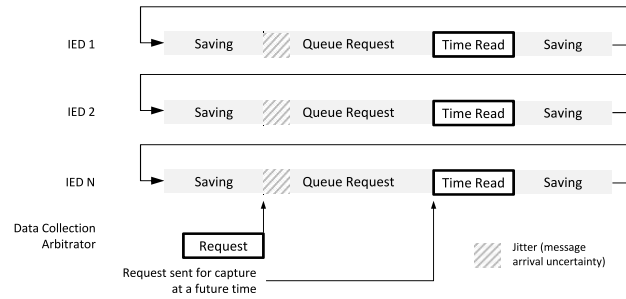 IED 1
Saving
Queue Request
Time Read
Saving
IED 2
Saving
Queue Request
Time Read
Saving
IED N
Saving
Queue Request
Time Read
Saving
Data Collection
Arbitrator
Request
Request sent for capture
at a future time
Jitter (message
arrival uncertainty)